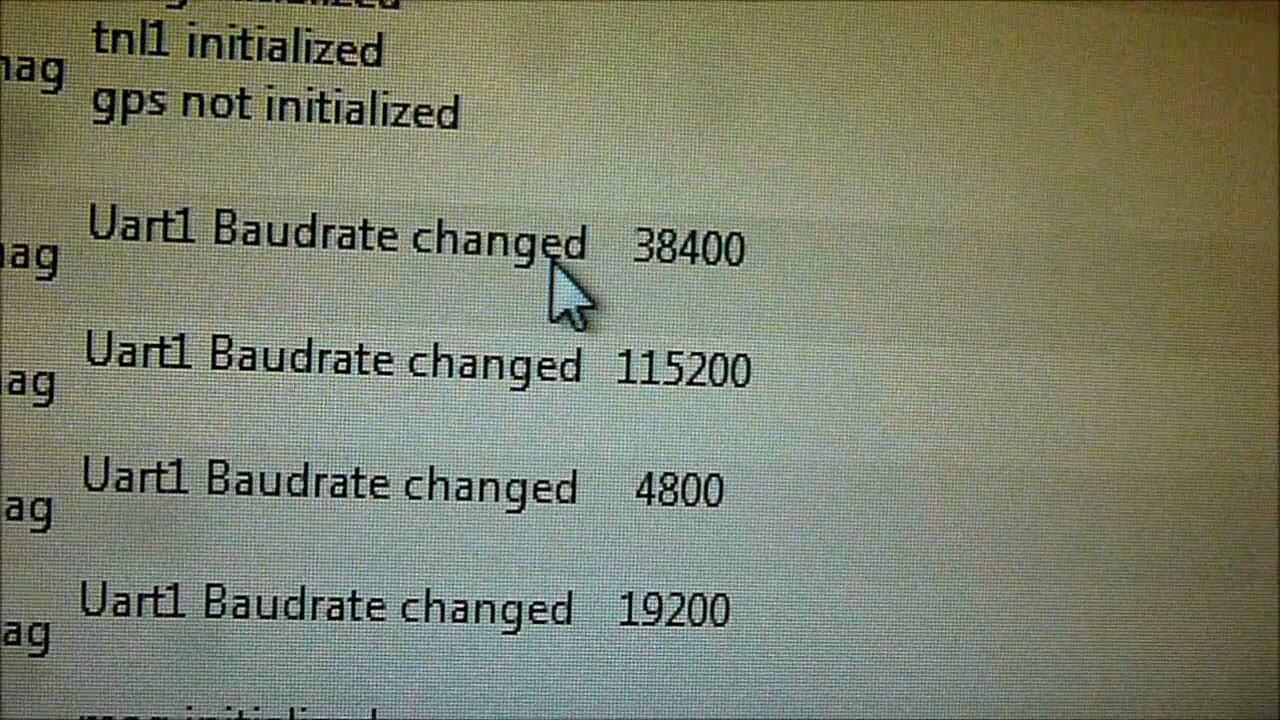 tnl1 initialized
gps not initialized
Uart1 Baudrate changed 38400
Uart1 Baudrate changed 115200
Uart1 Baudrate changed 4800
Uart1 Baudrate changed 19200